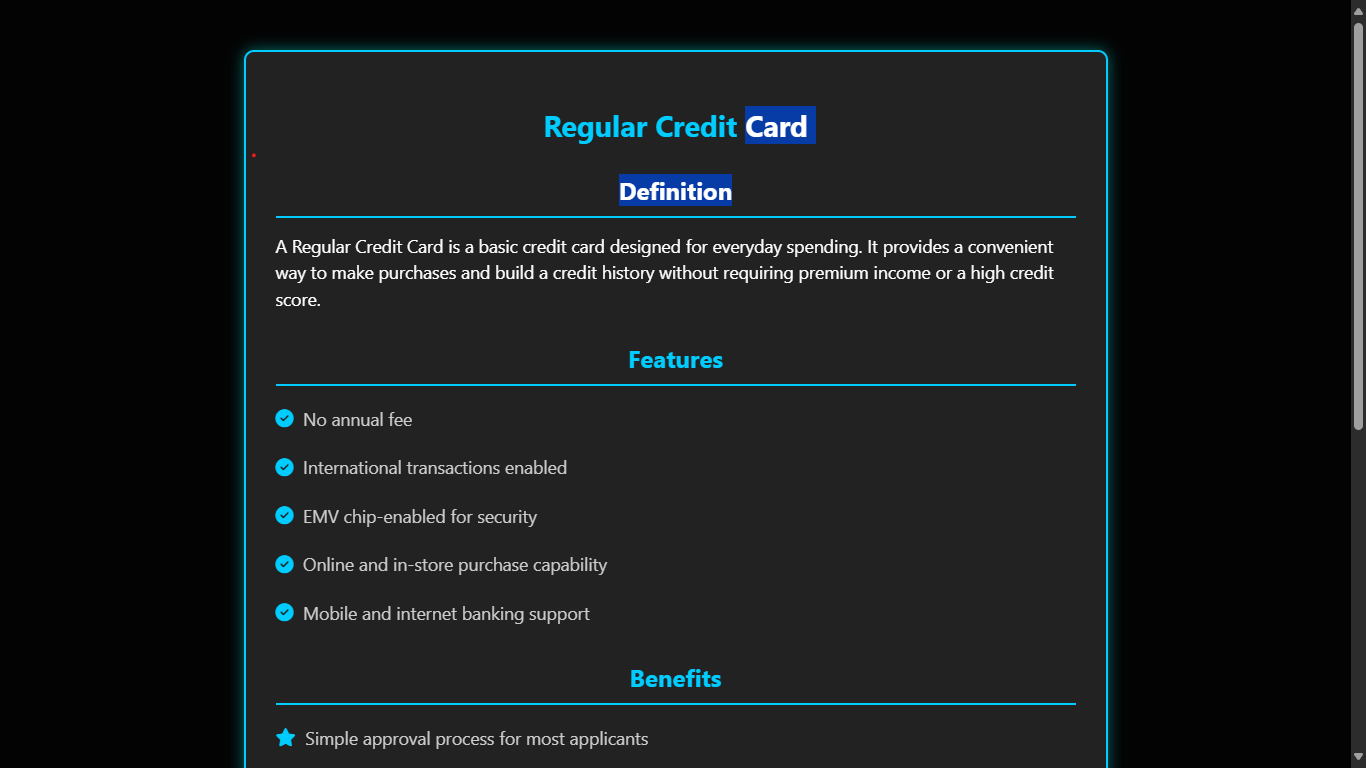 Regular Credit Card
Definition
A Regular Credit Card is a basic credit card designed for everyday spending. It provides a convenient
way to make purchases and build a credit history without requiring premium income or a high credit
score.
Features
No annual fee
International transactions enabled
EMV chip-enabled for security
Online and in-store purchase capability
Mobile and internet banking support
Benefits
Simple approval process for most applicants